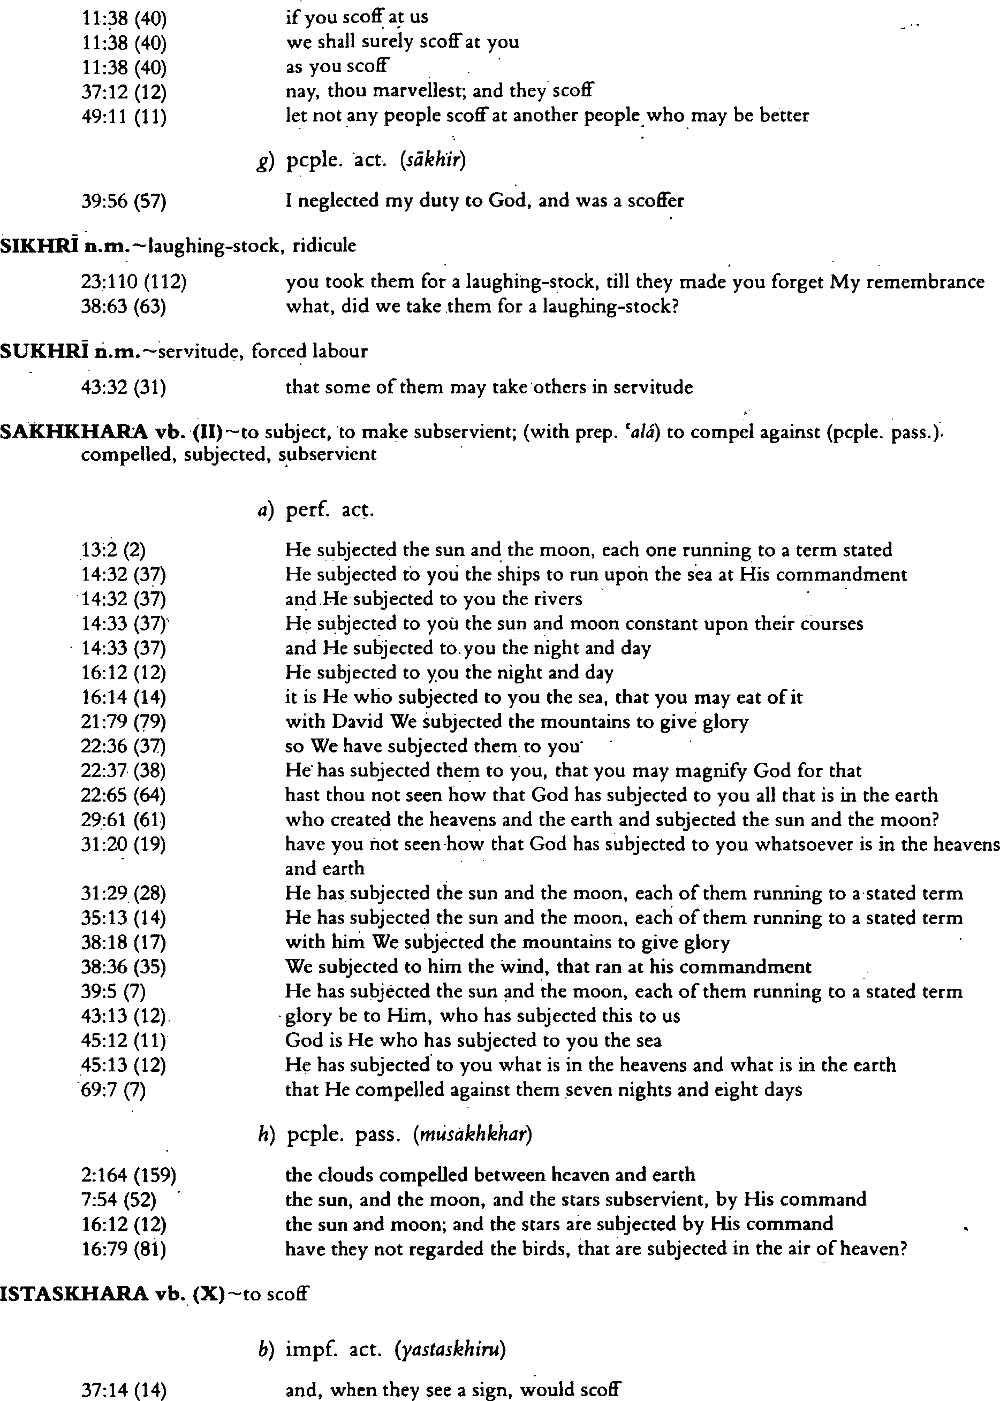 11:38 (40) if you scoff at us
11:38 (40) we shall surely scoff at you
11:38 (40) as you scoff
37:12 (12) nay, thou marvellest; and they scoff
49:11 (11) let not any people scoff at another people who may be better
g) pcple. act. (sākhir)
39:56 (57) I neglected my duty to God, and was a scoffer
SIKHRĪ n.m.~laughing-stock, ridicule
23:110 (112) you took them for a laughing-stock, till they made you forget My remembrance
38:63 (63) what, did we take them for a laughing-stock?
SUKHRĪ n.m.~servitude, forced labour
43:32 (31) that some of them may take others in servitude
SAKHKHARA vb. (II)~to subject, to make subservient; (with prep. ʿalá) to compel against (pcple. pass.)
compelled, subjected, subservient
a) perf. act.
13:2 (2) He subjected the sun and the moon, each one running to a term stated
14:32 (37) He subjected to you the ships to run upon the sea at His commandment
14:32 (37) and He subjected to you the rivers
14:33 (37) He subjected to you the sun and moon constant upon their courses
14:33 (37) and He subjected to you the night and day
16:12 (12) He subjected to you the night and day
16:14 (14) it is He who subjected to you the sea, that you may eat of it
21:79 (79) with David We subjected the mountains to give glory
22:36 (37) so We have subjected them to you
22:37 (38) He has subjected them to you, that you may magnify God for that
22:65 (64) hast thou not seen how that God has subjected to you all that is in the earth
29:61 (61) who created the heavens and the earth and subjected the sun and the moon?
31:20 (19) have you not seen how that God has subjected to you whatsoever is in the heavens
and earth
31:29 (28) He has subjected the sun and the moon, each of them running to a stated term
35:13 (14) He has subjected the sun and the moon, each of them running to a stated term
38:18 (17) with him We subjected the mountains to give glory
38:36 (35) We subjected to him the wind, that ran at his commandment
39:5 (7) He has subjected the sun and the moon, each of them running to a stated term
43:13 (12) glory be to Him, who has subjected this to us
45:12 (11) God is He who has subjected to you the sea
45:13 (12) He has subjected to you what is in the heavens and what is in the earth
69:7 (7) that He compelled against them seven nights and eight days
h) pcple. pass. (musakhkhar)
2:164 (159) the clouds compelled between heaven and earth
7:54 (52) the sun, and the moon, and the stars subservient, by His command
16:12 (12) the sun and moon; and the stars are subjected by His command
16:79 (81) have they not regarded the birds, that are subjected in the air of heaven?
ISTASKHARA vb. (X)~to scoff
b) impf. act. (yastaskhiru)
37:14 (14) and, when they see a sign, would scoff